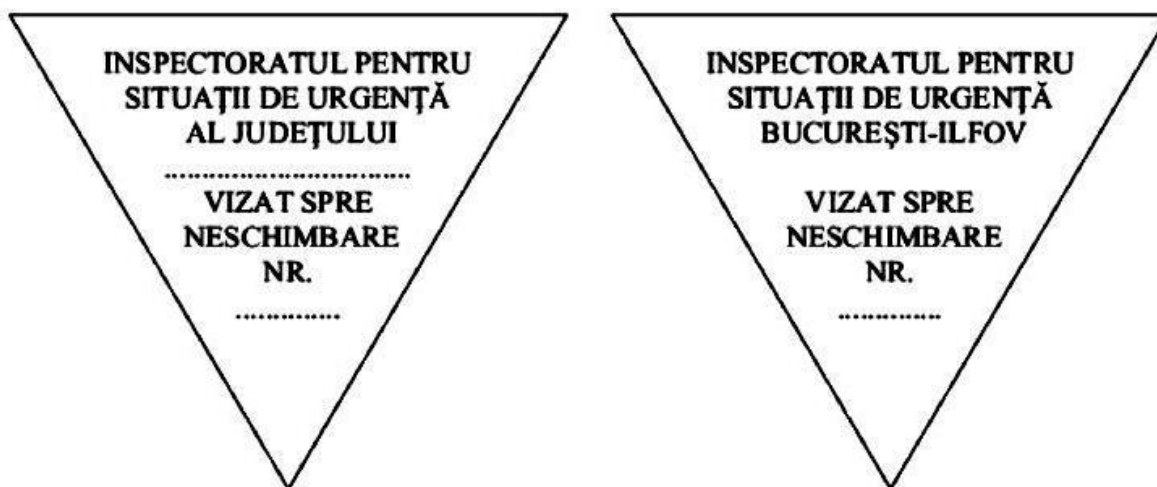 INSPECTORATUL PENTRU
SITUAŢII DE URGENŢĂ
AL JUDEŢULUI
.................................
VIZAT SPRE
NESCHIMBARE
NR.
..............
INSPECTORATUL PENTRU
SITUAŢII DE URGENŢĂ
BUCUREŞTI-ILFOV
VIZAT SPRE
NESCHIMBARE
NR.
..............